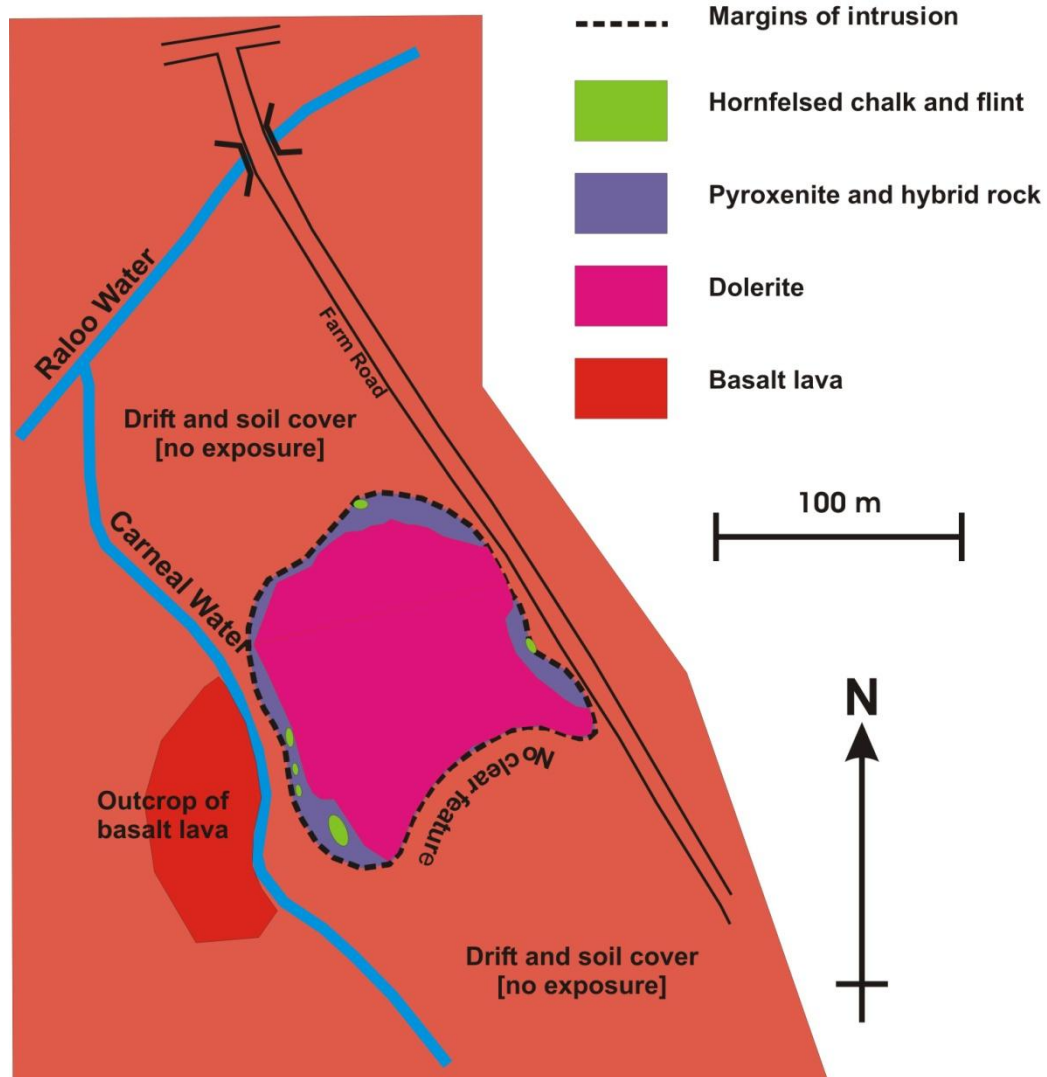 Margins of intrusion
Hornfelsed chalk and flint
Pyroxenite and hybrid rock
Dolerite
Basalt lava
100 m
N
Raloo Water
Farm Road
Drift and soil cover
[no exposure]
Carneal Water
No clear feature
Outcrop of
basalt lava
Drift and soil cover
[no exposure]